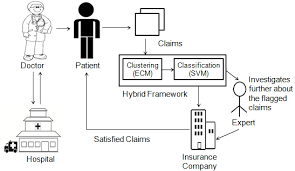 Claims
Doctor
Patient
Clustering
(ECM)
Classification
(SVM)
Hybrid Framework
Investigates
further about
the flagged
claims
Expert
Satisfied Claims
Hospital
Insurance
Company